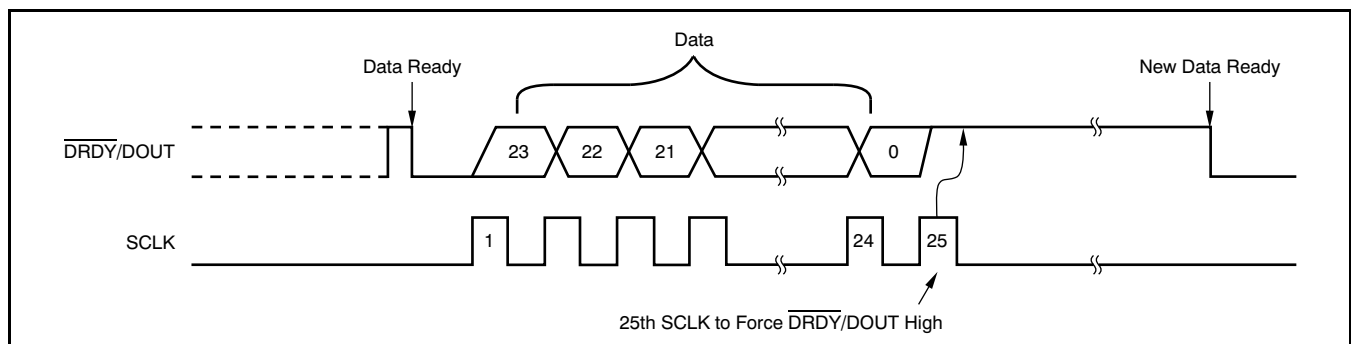 Data
Data Ready
New Data Ready
DRDY/DOUT
23
22
21
0
SCLK
1
24
25
25th SCLK to Force DRDY/DOUT High